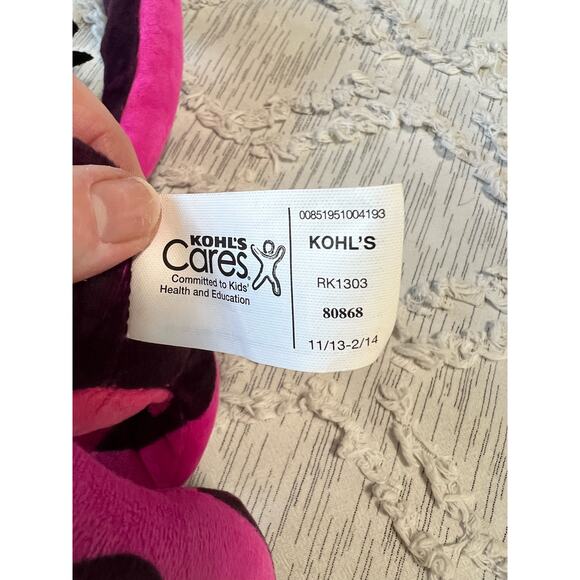 KOHL'S
Cares®
Committed to Kids'
Health and Education
00851951004193
KOHL'S
RK1303
80868
11/13-2/14